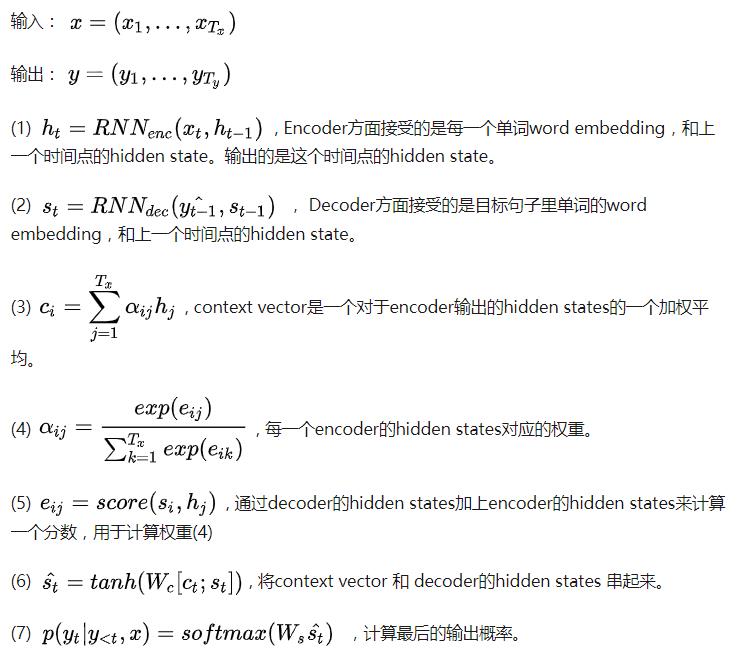 输入： x = (x_1, . . . , x_{T_x})
输出： y = (y_1, . . . , y_{T_y})
(1) h_t = RNN_{enc}(x_t, h_{t-1}) , Encoder方面接受的是每一个单词word embedding，和上
一个时间点的hidden state。输出的是这个时间点的hidden state。
(2) s_t = RNN_{dec}(\hat{y_{t-1}}, s_{t-1}) ， Decoder方面接受的是目标句子里单词的word
embedding，和上一个时间点的hidden state。
(3) c_i = \sum_{j=1}^{T_x} α_{ij}h_j , context vector是一个对于encoder输出的hidden states的一个加权平
均。
(4) α_{ij} = \frac{exp(e_{ij})}{\sum_{k=1}^{T_x} exp(e_{ik})} , 每一个encoder的hidden states对应的权重。
(5) e_{ij} = score(s_i, h_j) , 通过decoder的hidden states加上encoder的hidden states来计算
一个分数，用于计算权重(4)
(6) \hat{s}_t = tanh(W_c[c_t; s_t]) , 将context vector 和 decoder的hidden states 串起来。
(7) p(y_t|y_{<t}, x) = softmax(W_s\hat{s}_t) ，计算最后的输出概率。